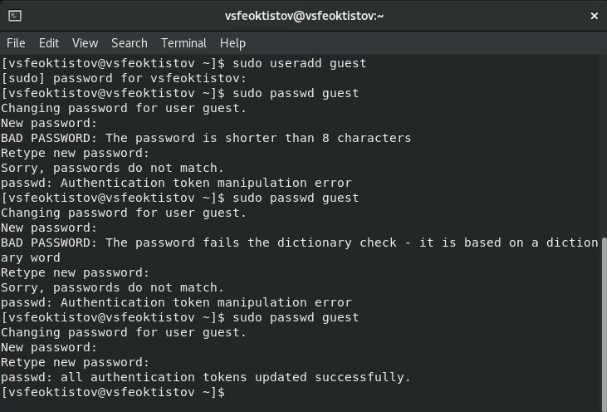 vsfeoktistov@vsfeoktistov:~
File Edit View Search Terminal Help
[vsfeoktistov@vsfeoktistov ~]$ sudo useradd guest
[sudo] password for vsfeoktistov:
[vsfeoktistov@vsfeoktistov ~]$ sudo passwd guest
Changing password for user guest.
New password:
BAD PASSWORD: The password is shorter than 8 characters
Retype new password:
Sorry, passwords do not match.
passwd: Authentication token manipulation error
[vsfeoktistov@vsfeoktistov ~]$ sudo passwd guest
Changing password for user guest.
New password:
BAD PASSWORD: The password fails the dictionary check - it is based on a diction
ary word
Retype new password:
Sorry, passwords do not match.
passwd: Authentication token manipulation error
[vsfeoktistov@vsfeoktistov ~]$ sudo passwd guest
Changing password for user guest.
New password:
Retype new password:
passwd: all authentication tokens updated successfully.
[vsfeoktistov@vsfeoktistov ~]$